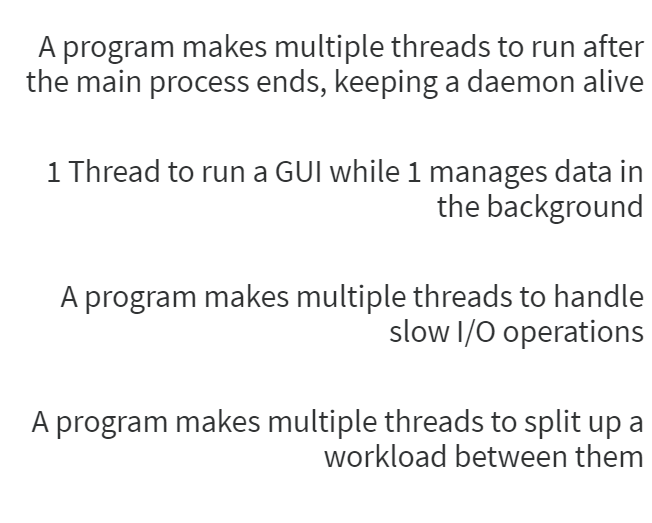 A program makes multiple threads to run after
the main process ends, keeping a daemon alive
1 Thread to run a GUI while 1 manages data in
the background
A program makes multiple threads to handle
slow I/O operations
A program makes multiple threads to split up a
workload between them